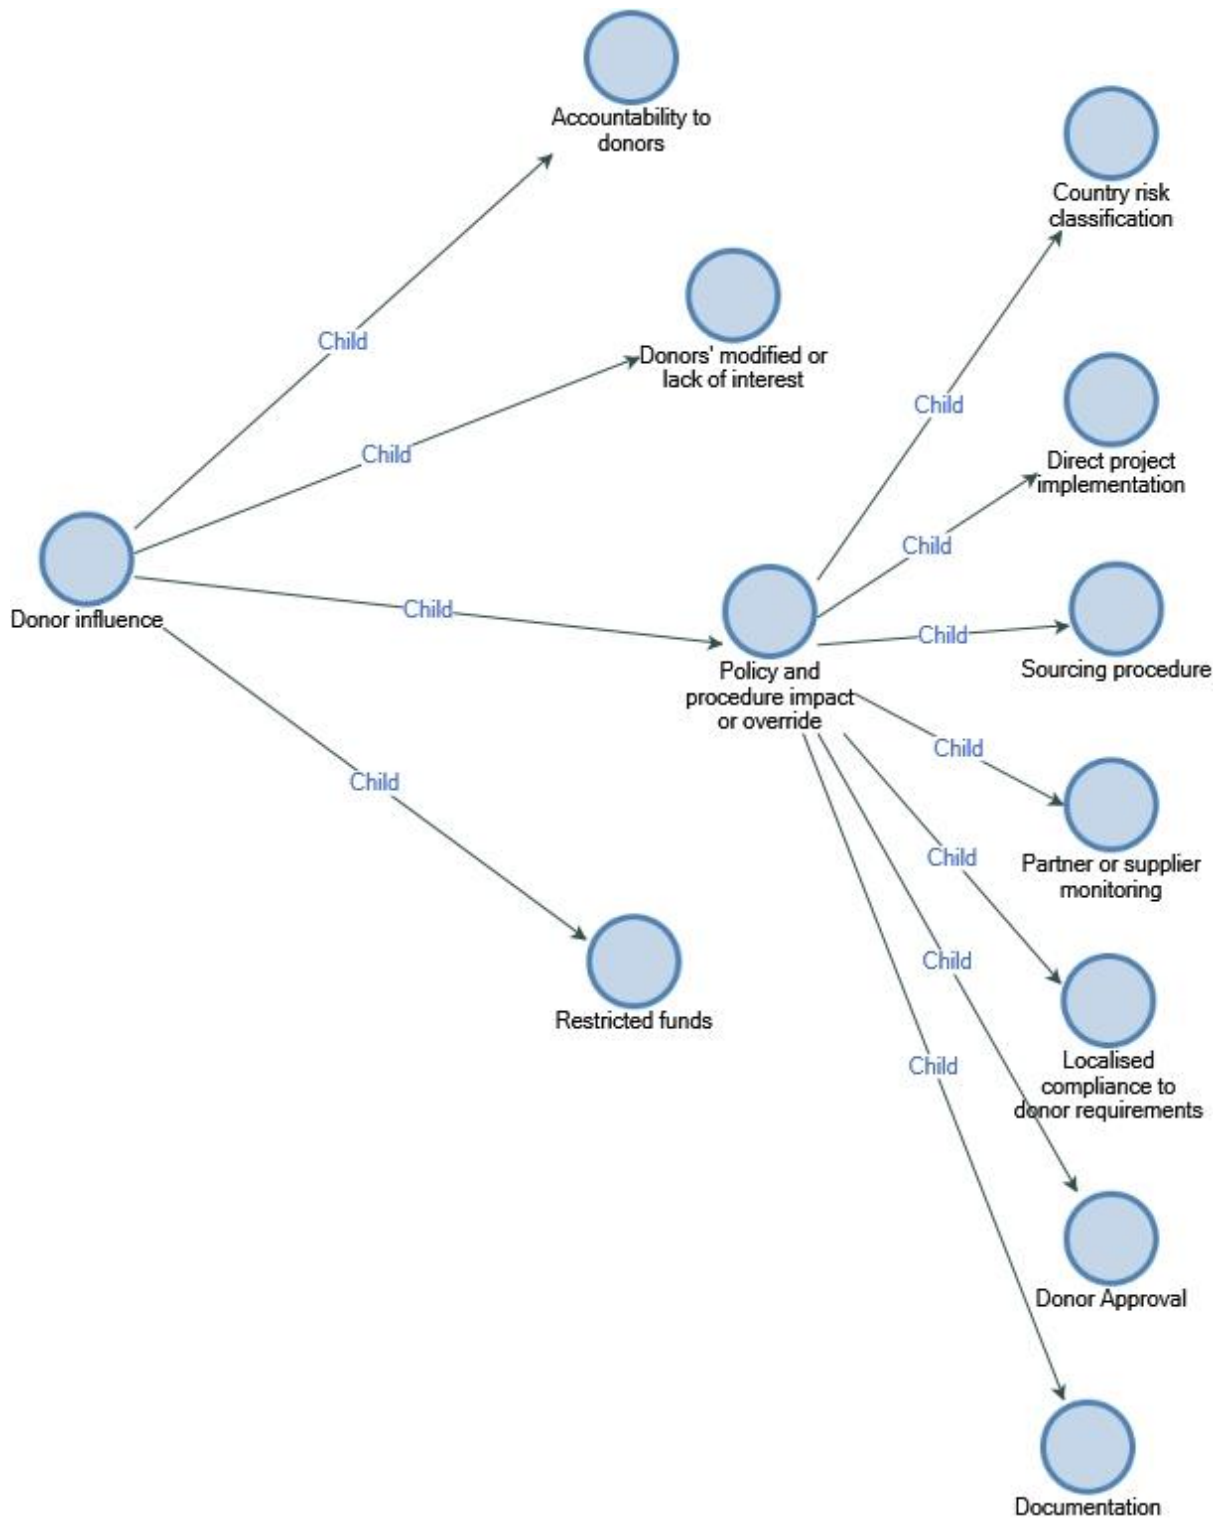 Accountability to
donors
Country risk
classification
Child
Donors' modified or
lack of interest
Child
Child
Direct project
implementation
Child
Donor influence
Child
Child
Sourcing procedure
Policy and
procedure impact
or override
Child
Child
Partner or supplier
monitoring
Child
Child
Restricted funds
Localised
compliance to
donor requirements
Child
Donor Approval
Child
Documentation